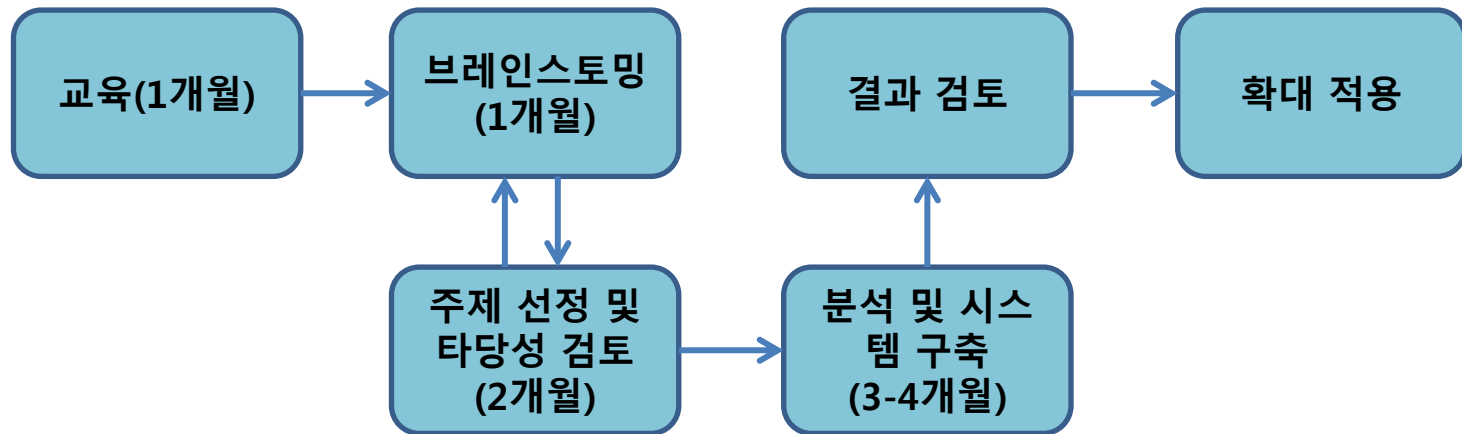 교육(1개월)
브레인스토밍
(1개월)
결과 검토
확대 적용
주제 선정 및
타당성 검토
(2개월)
분석 및 시스
템 구축
(3-4개월)